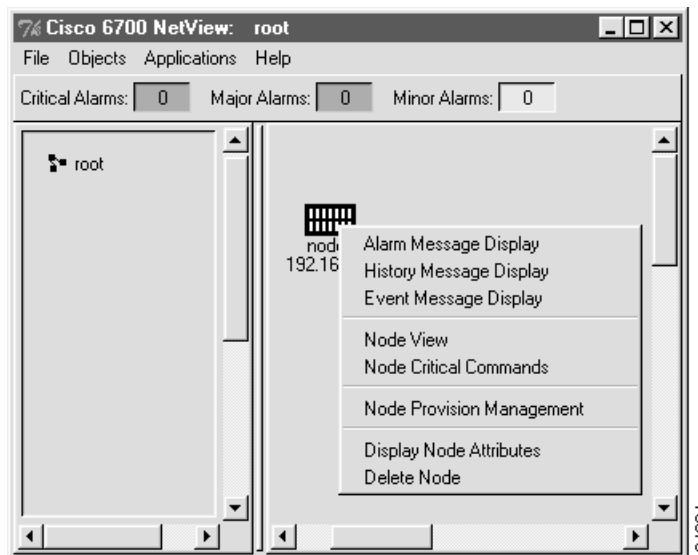 Cisco 6700 NetView: root
File Objects Applications Help
Critical Alarms: 0 Major Alarms: 0 Minor Alarms: 0
root
192.16
Alarm Message Display
History Message Display
Event Message Display
Node View
Node Critical Commands
Node Provision Management
Display Node Attributes
Delete Node